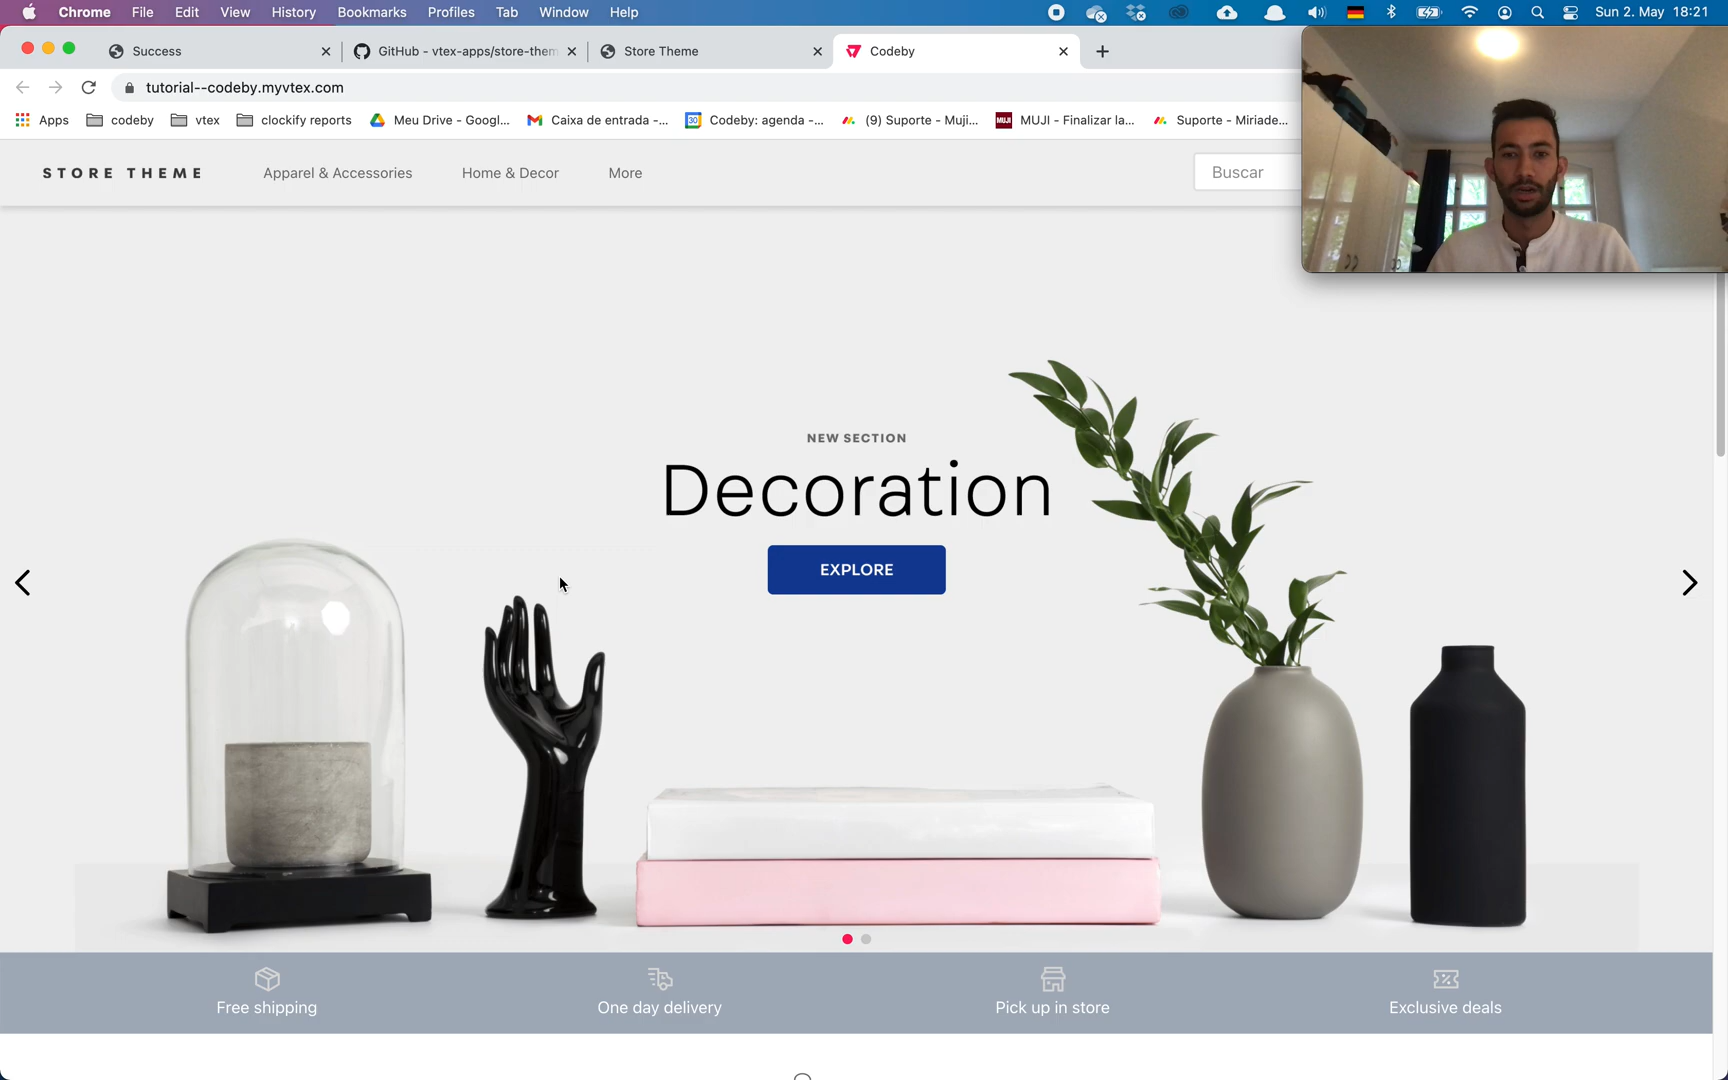 Chrome File Edit View History Bookmarks Profiles Tab Window Help Sun 2. May 18:21
Success GitHub - vtex-apps/store-them Store Theme Codeby
tutorial--codeby.myvtex.com
Apps codeby vtex clockify reports Meu Drive - Googl... Caixa de entrada -... 30 Codeby: agenda -... (9) Suporte - Muji... MUJI MUJI - Finalizar la... Suporte - Miriade...
STORE THEME Apparel & Accessories Home & Decor More Buscar
NEW SECTION
Decoration
EXPLORE
Free shipping One day delivery Pick up in store Exclusive deals